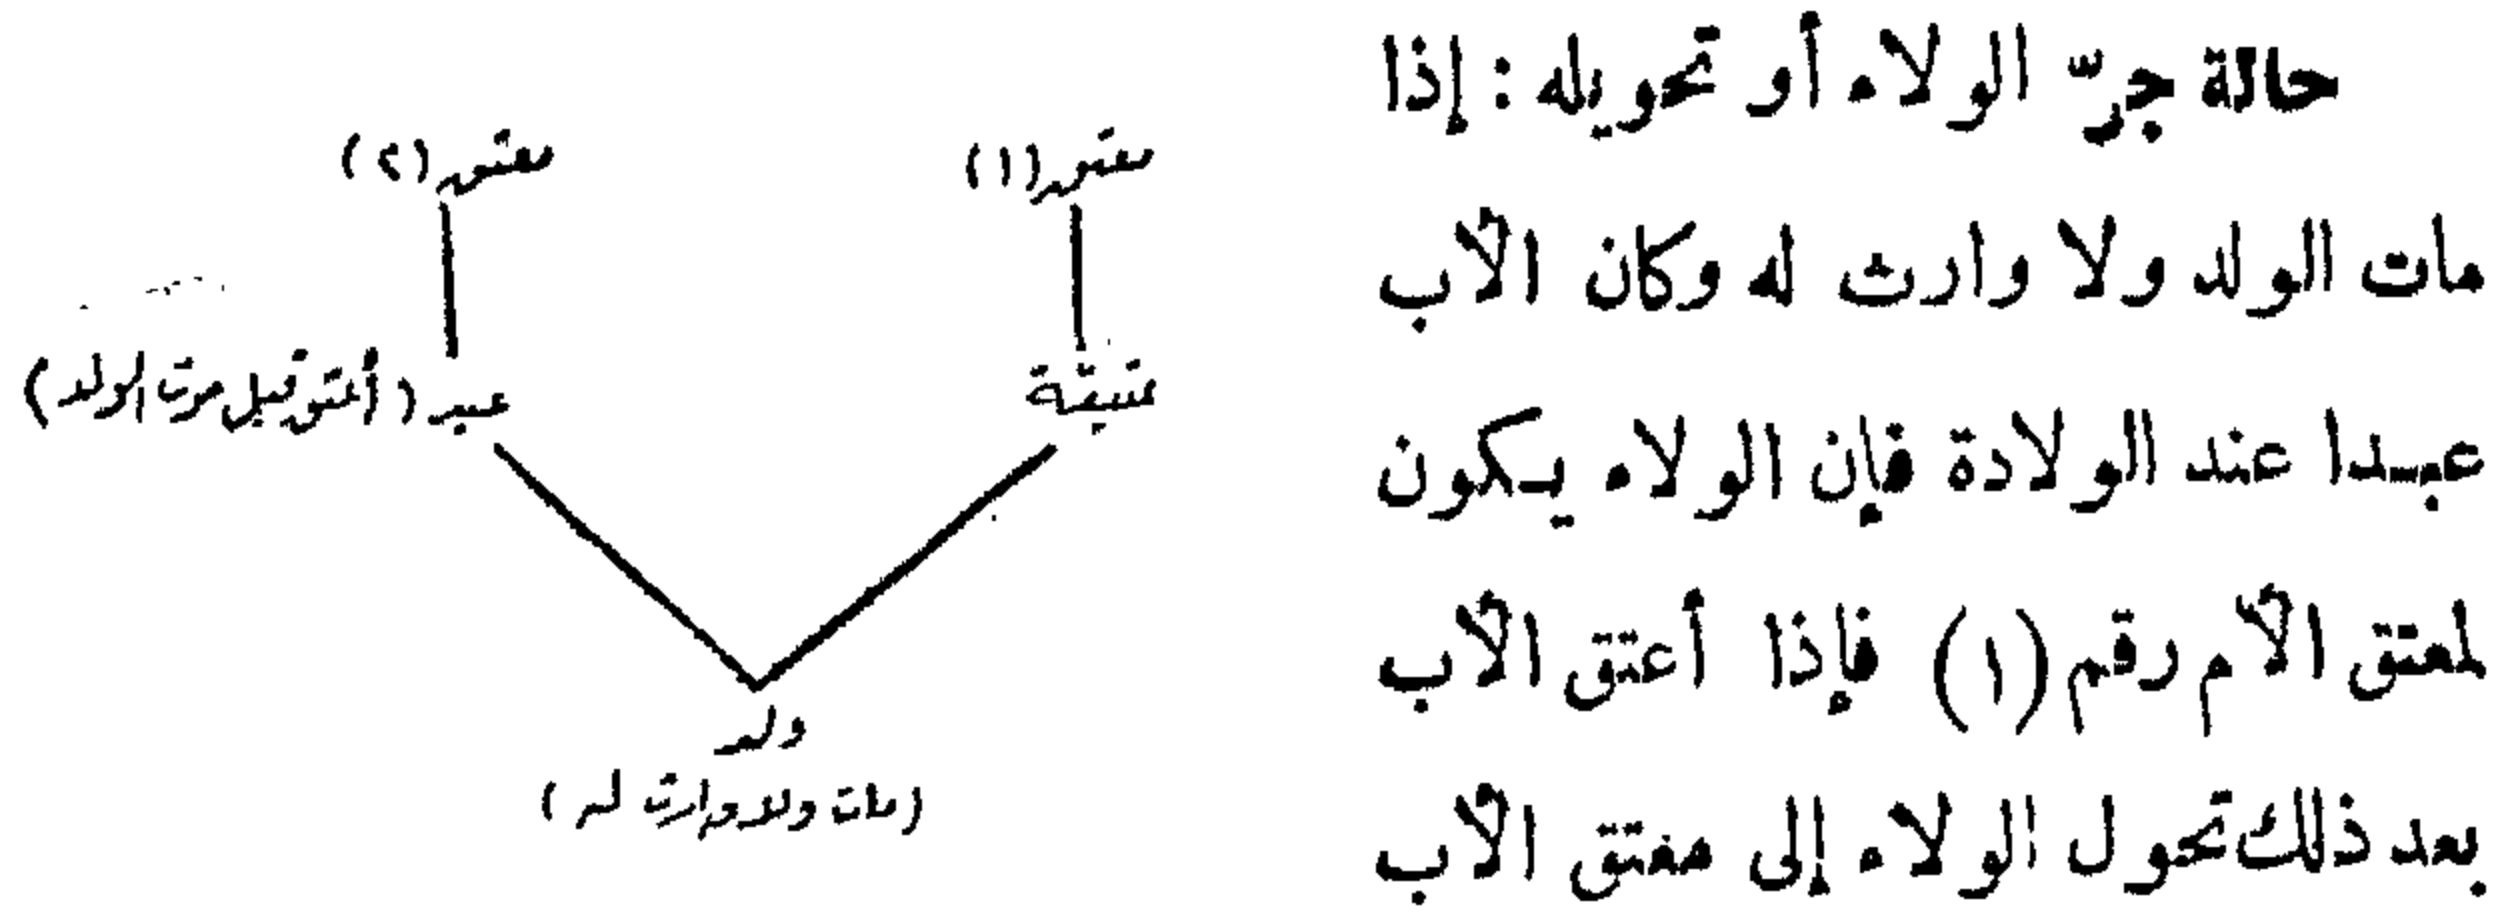 حالة جرّ الولاء أو تحويله : إذا
مات الولد ولا وارث له وكان الأب
عبدا عند الولادة فإن الولاء يكون
لمعتق الأم رقم (١) فإذا أعتق الأب
بعد ذلك تحول الولاء إلى مفتق الأب
معتق (١)
معتق (٢)
عبد (أعتق قبل موت الولد)
ولد
(مات ولا وارث له)